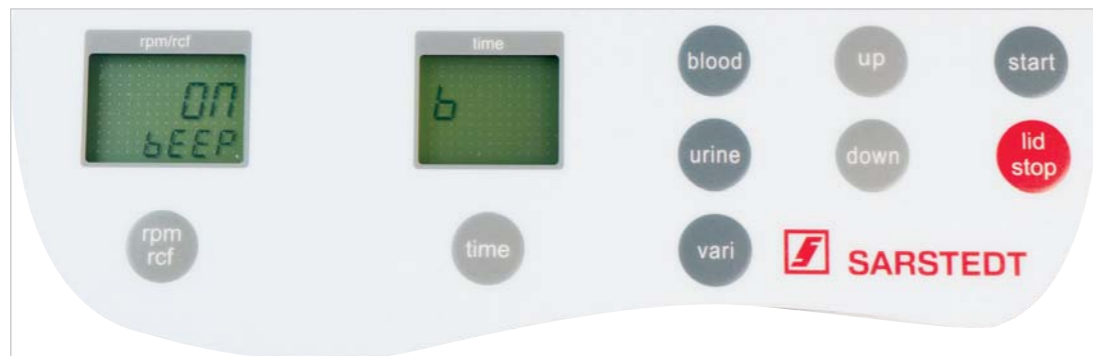 rpm/rcf
ON
bEEP
time
b
rpm
rcf
time
blood
up
start
urine
down
lid
stop
vari
SARSTEDT